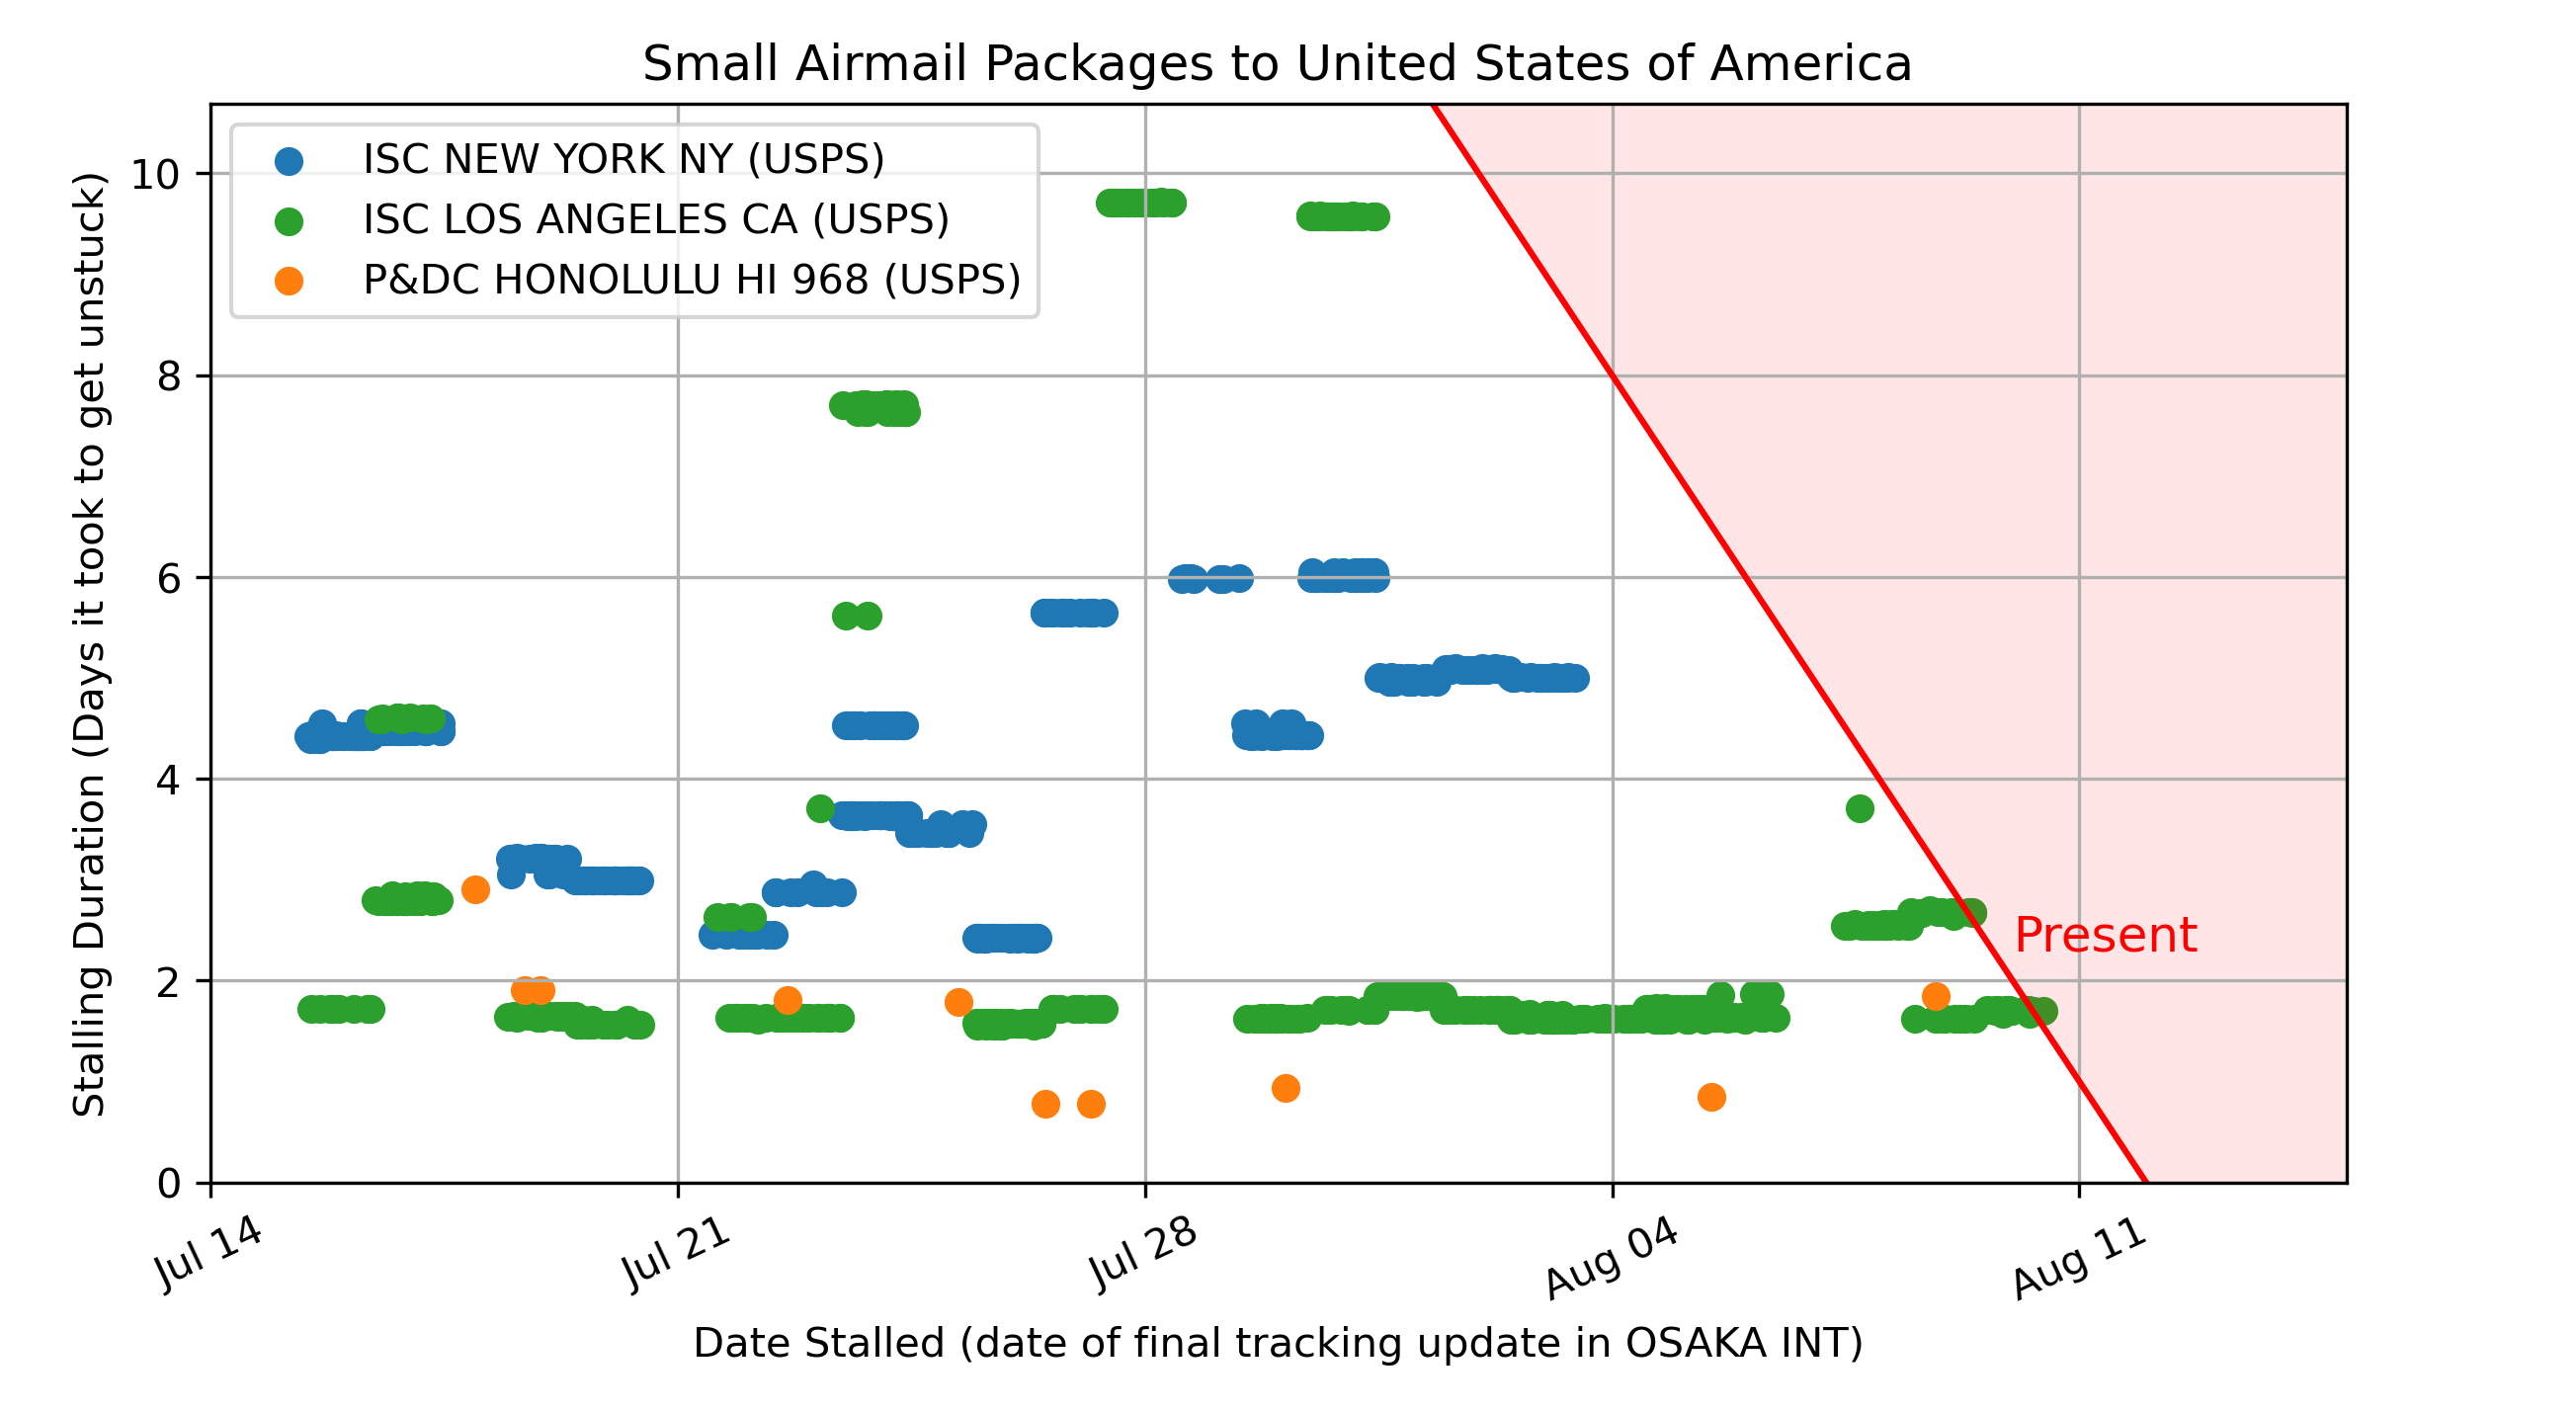 Small Airmail Packages to United States of America
ISC NEW YORK NY (USPS)
ISC LOS ANGELES CA (USPS)
P&DC HONOLULU HI 968 (USPS)
Stalling Duration (Days it took to get unstuck)
10
8
6
4
2
0
Present
Jul 14
Jul 21
Jul 28
Aug 04
Aug 11
Date Stalled (date of final tracking update in OSAKA INT)